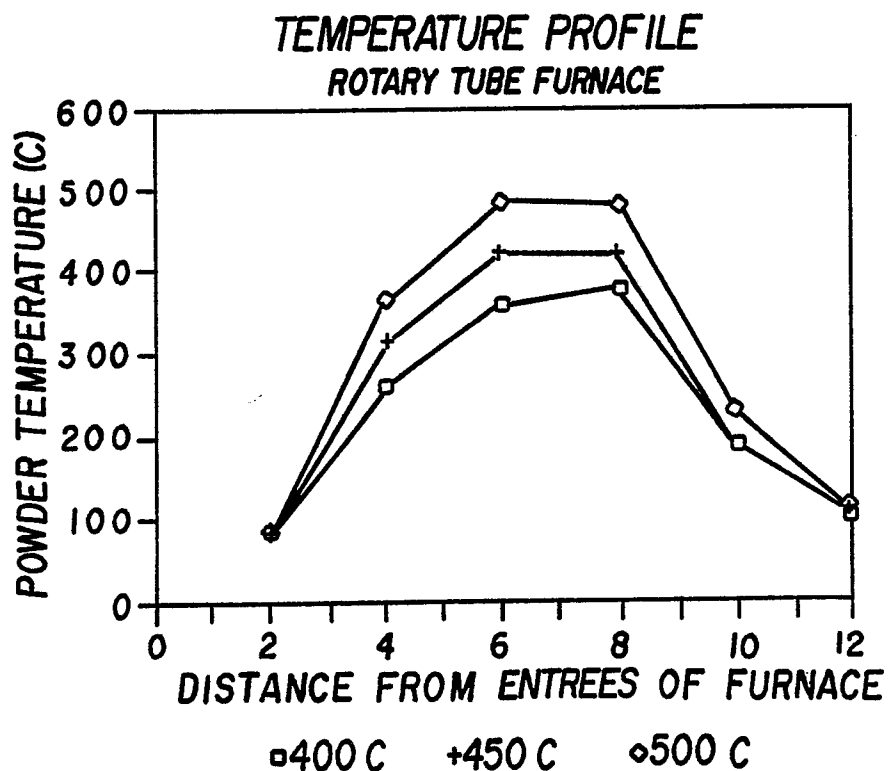 TEMPERATURE PROFILE
ROTARY TUBE FURNACE
POWDER TEMPERATURE (C)
600
500
400
300
200
100
0
0 2 4 6 8 10 12
DISTANCE FROM ENTREES OF FURNACE
400 C 450 C 500 C